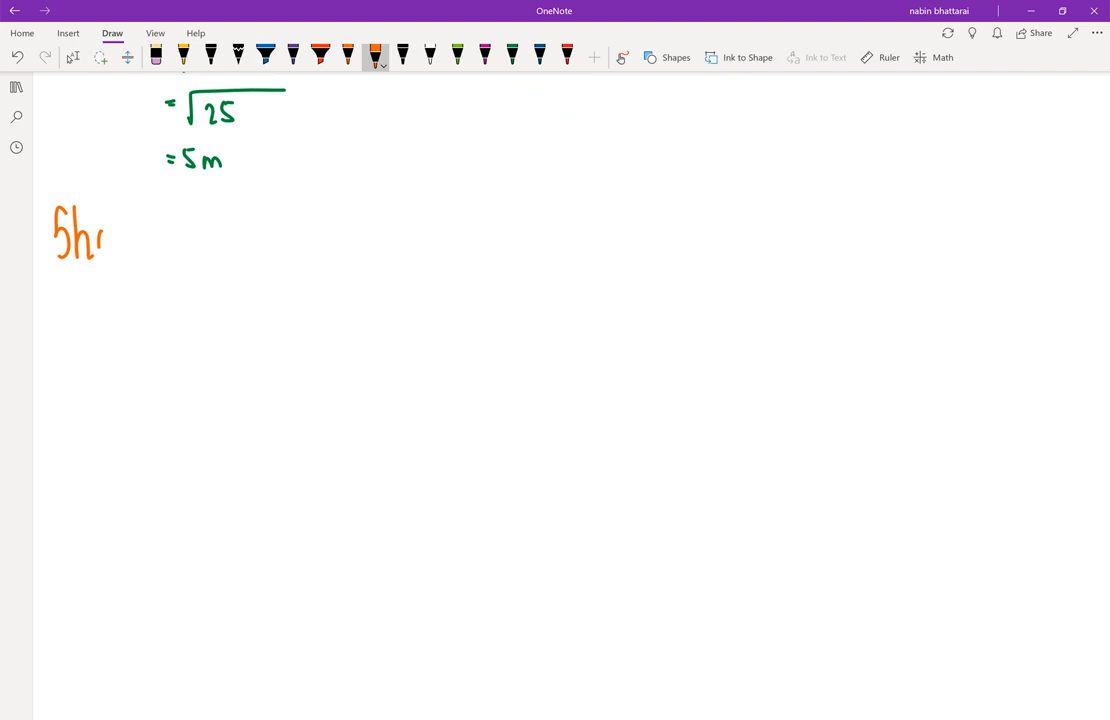 OneNote
nabin bhattarai
Home Insert Draw View Help
Share
Shapes Ink to Shape Ink to Text Ruler Math
= √25
= 5 m